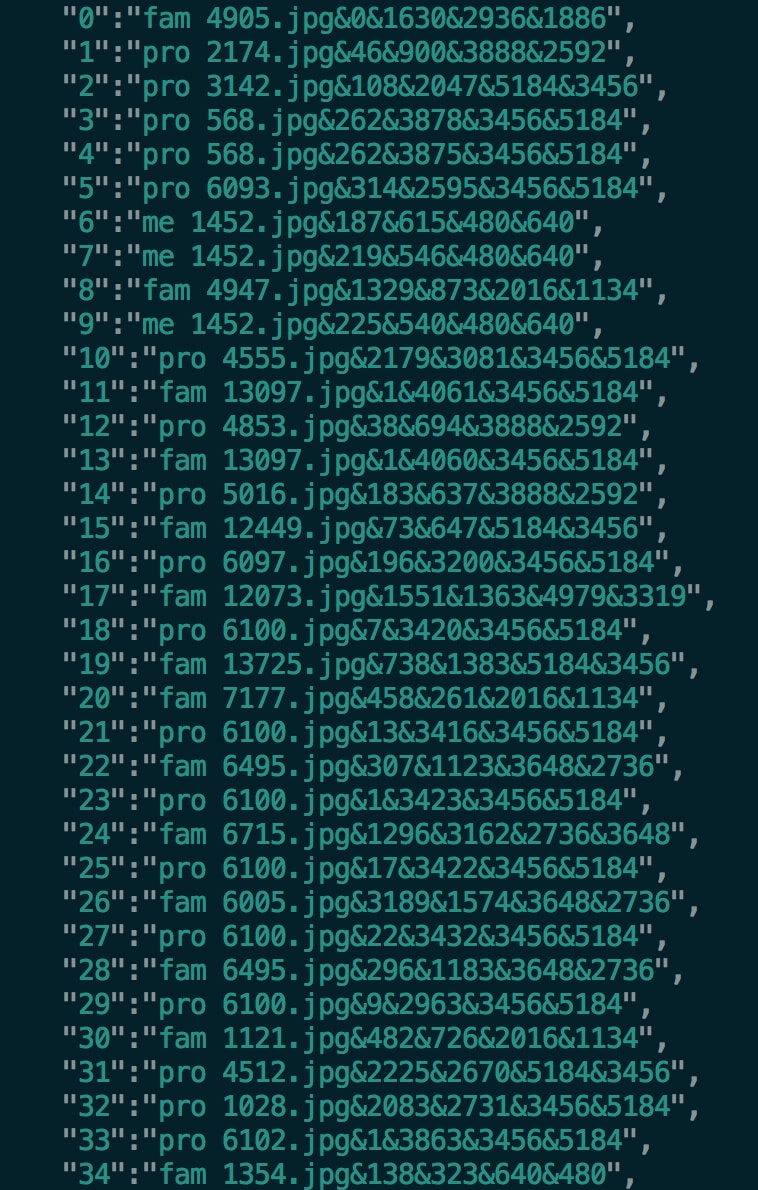 "0":"fam 4905.jpg&0&1630&2936&1886",
"1":"pro 2174.jpg&46&900&3888&2592",
"2":"pro 3142.jpg&108&2047&5184&3456",
"3":"pro 568.jpg&262&3878&3456&5184",
"4":"pro 568.jpg&262&3875&3456&5184",
"5":"pro 6093.jpg&314&2595&3456&5184",
"6":"me 1452.jpg&187&615&480&640",
"7":"me 1452.jpg&219&546&480&640",
"8":"fam 4947.jpg&1329&873&2016&1134",
"9":"me 1452.jpg&225&540&480&640",
"10":"pro 4555.jpg&2179&3081&3456&5184",
"11":"fam 13097.jpg&1&4061&3456&5184",
"12":"pro 4853.jpg&38&694&3888&2592",
"13":"fam 13097.jpg&1&4060&3456&5184",
"14":"pro 5016.jpg&183&637&3888&2592",
"15":"fam 12449.jpg&73&647&5184&3456",
"16":"pro 6097.jpg&196&3200&3456&5184",
"17":"fam 12073.jpg&1551&1363&4979&3319",
"18":"pro 6100.jpg&7&3420&3456&5184",
"19":"fam 13725.jpg&738&1383&5184&3456",
"20":"fam 7177.jpg&458&261&2016&1134",
"21":"pro 6100.jpg&13&3416&3456&5184",
"22":"fam 6495.jpg&307&1123&3648&2736",
"23":"pro 6100.jpg&1&3423&3456&5184",
"24":"fam 6715.jpg&1296&3162&2736&3648",
"25":"pro 6100.jpg&17&3422&3456&5184",
"26":"fam 6005.jpg&3189&1574&3648&2736",
"27":"pro 6100.jpg&22&3432&3456&5184",
"28":"fam 6495.jpg&296&1183&3648&2736",
"29":"pro 6100.jpg&9&2963&3456&5184",
"30":"fam 1121.jpg&482&726&2016&1134",
"31":"pro 4512.jpg&2225&2670&5184&3456",
"32":"pro 1028.jpg&2083&2731&3456&5184",
"33":"pro 6102.jpg&1&3863&3456&5184",
"34":"fam 1354.jpg&138&323&640&480",